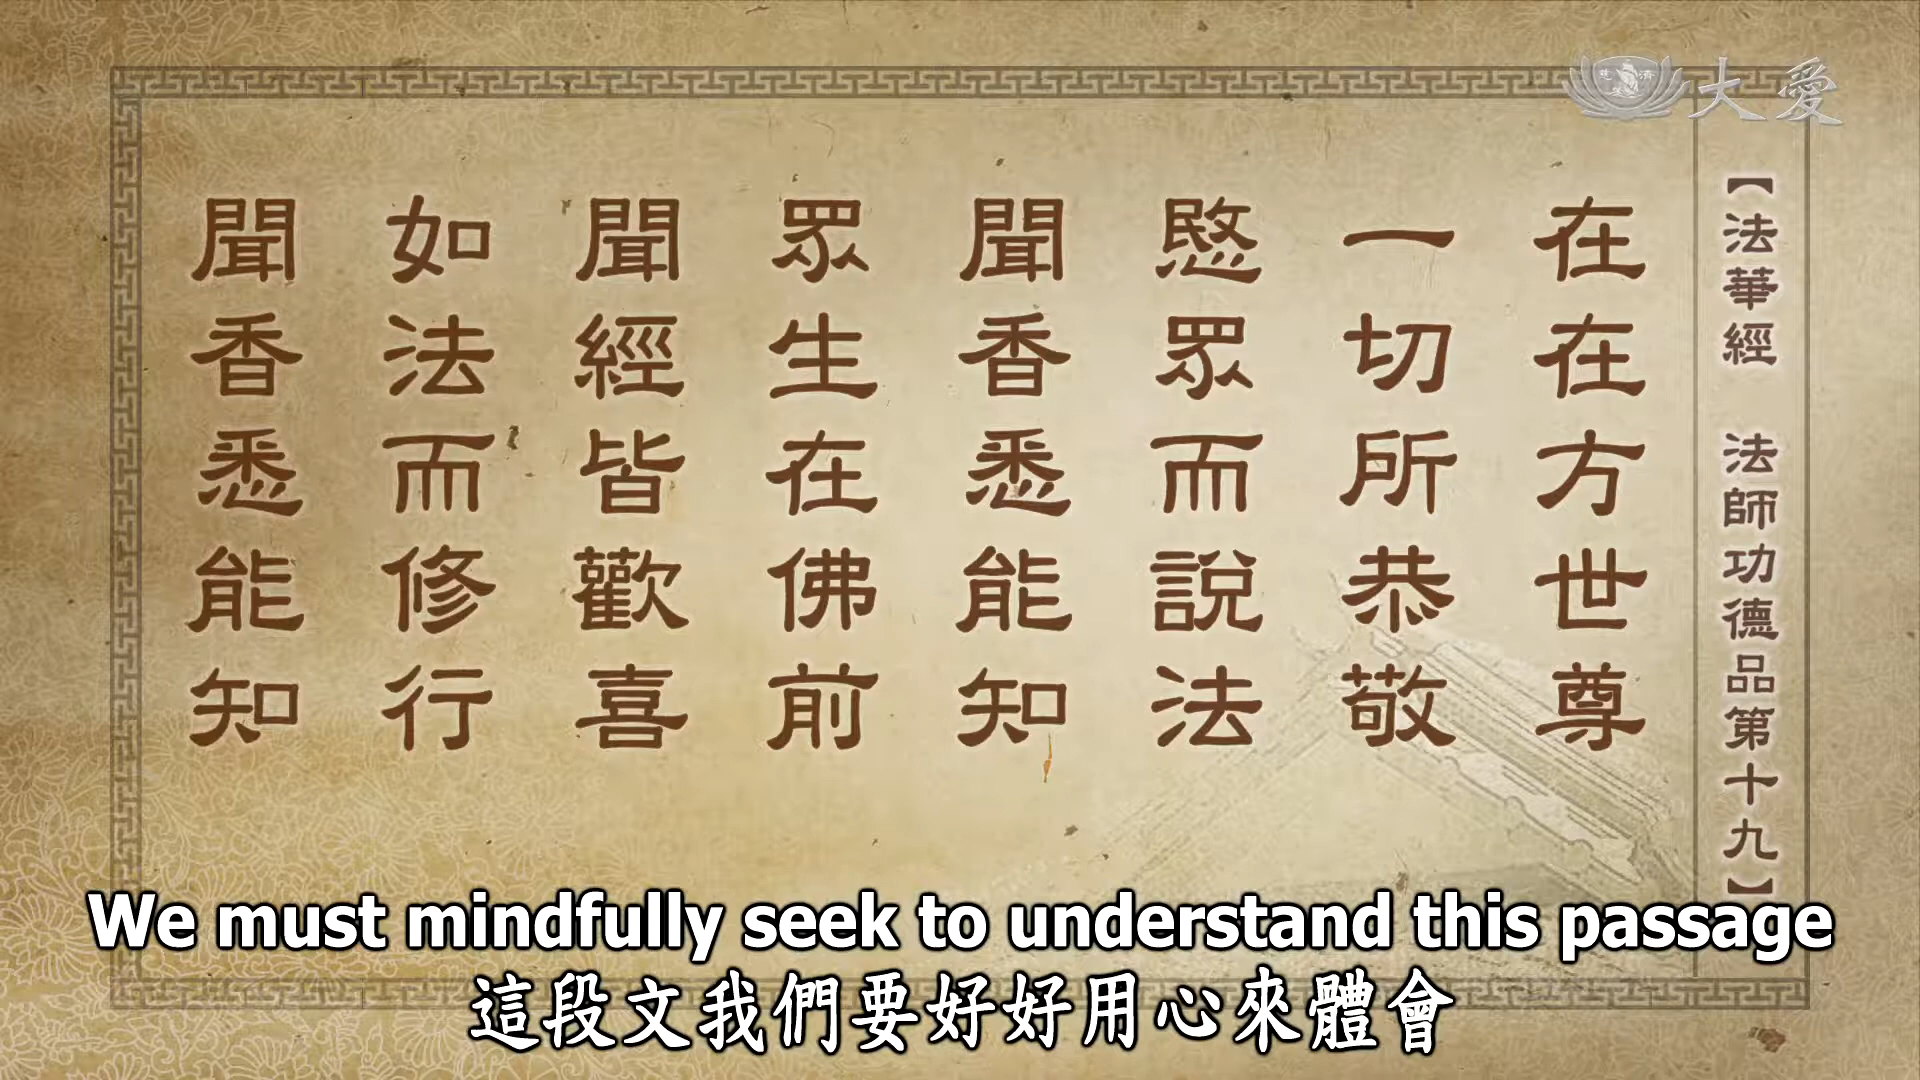 大愛
【法華經 法師功德品第十九】
在在方世尊
一切所恭敬
愍眾而說法
聞香悉能知
眾生在佛前
聞經皆歡喜
如法而修行
聞香悉能知
We must mindfully seek to understand this passage
這段文我們要好好用心來體會